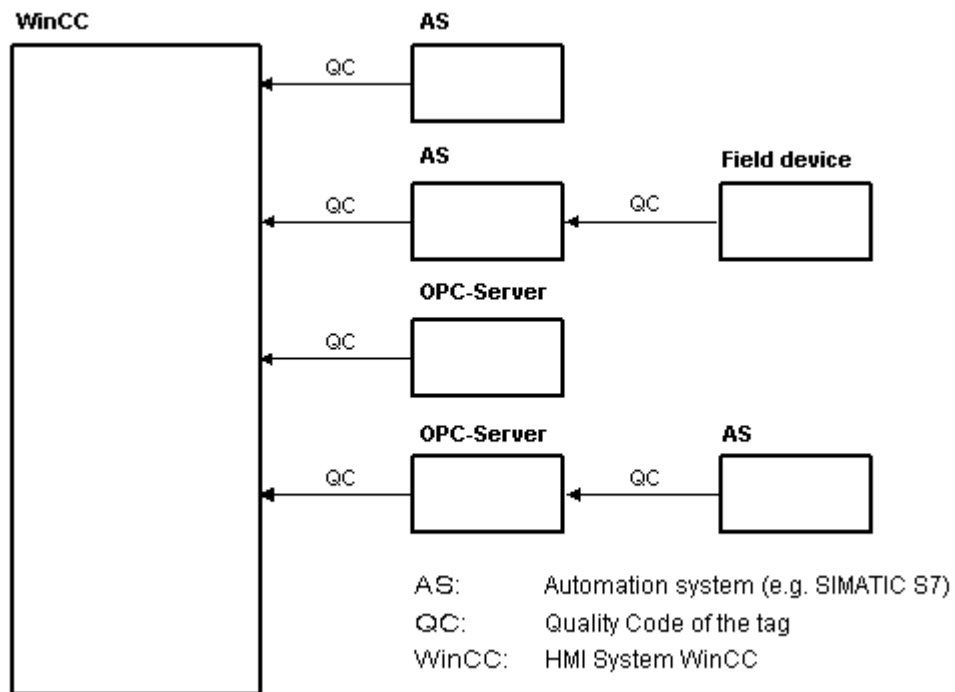 WinCC
AS
QC
AS
Field device
QC
QC
OPC-Server
QC
OPC-Server
AS
QC
QC
AS: Automation system (e.g. SIMATIC S7)
QC: Quality Code of the tag
WinCC: HMI System WinCC